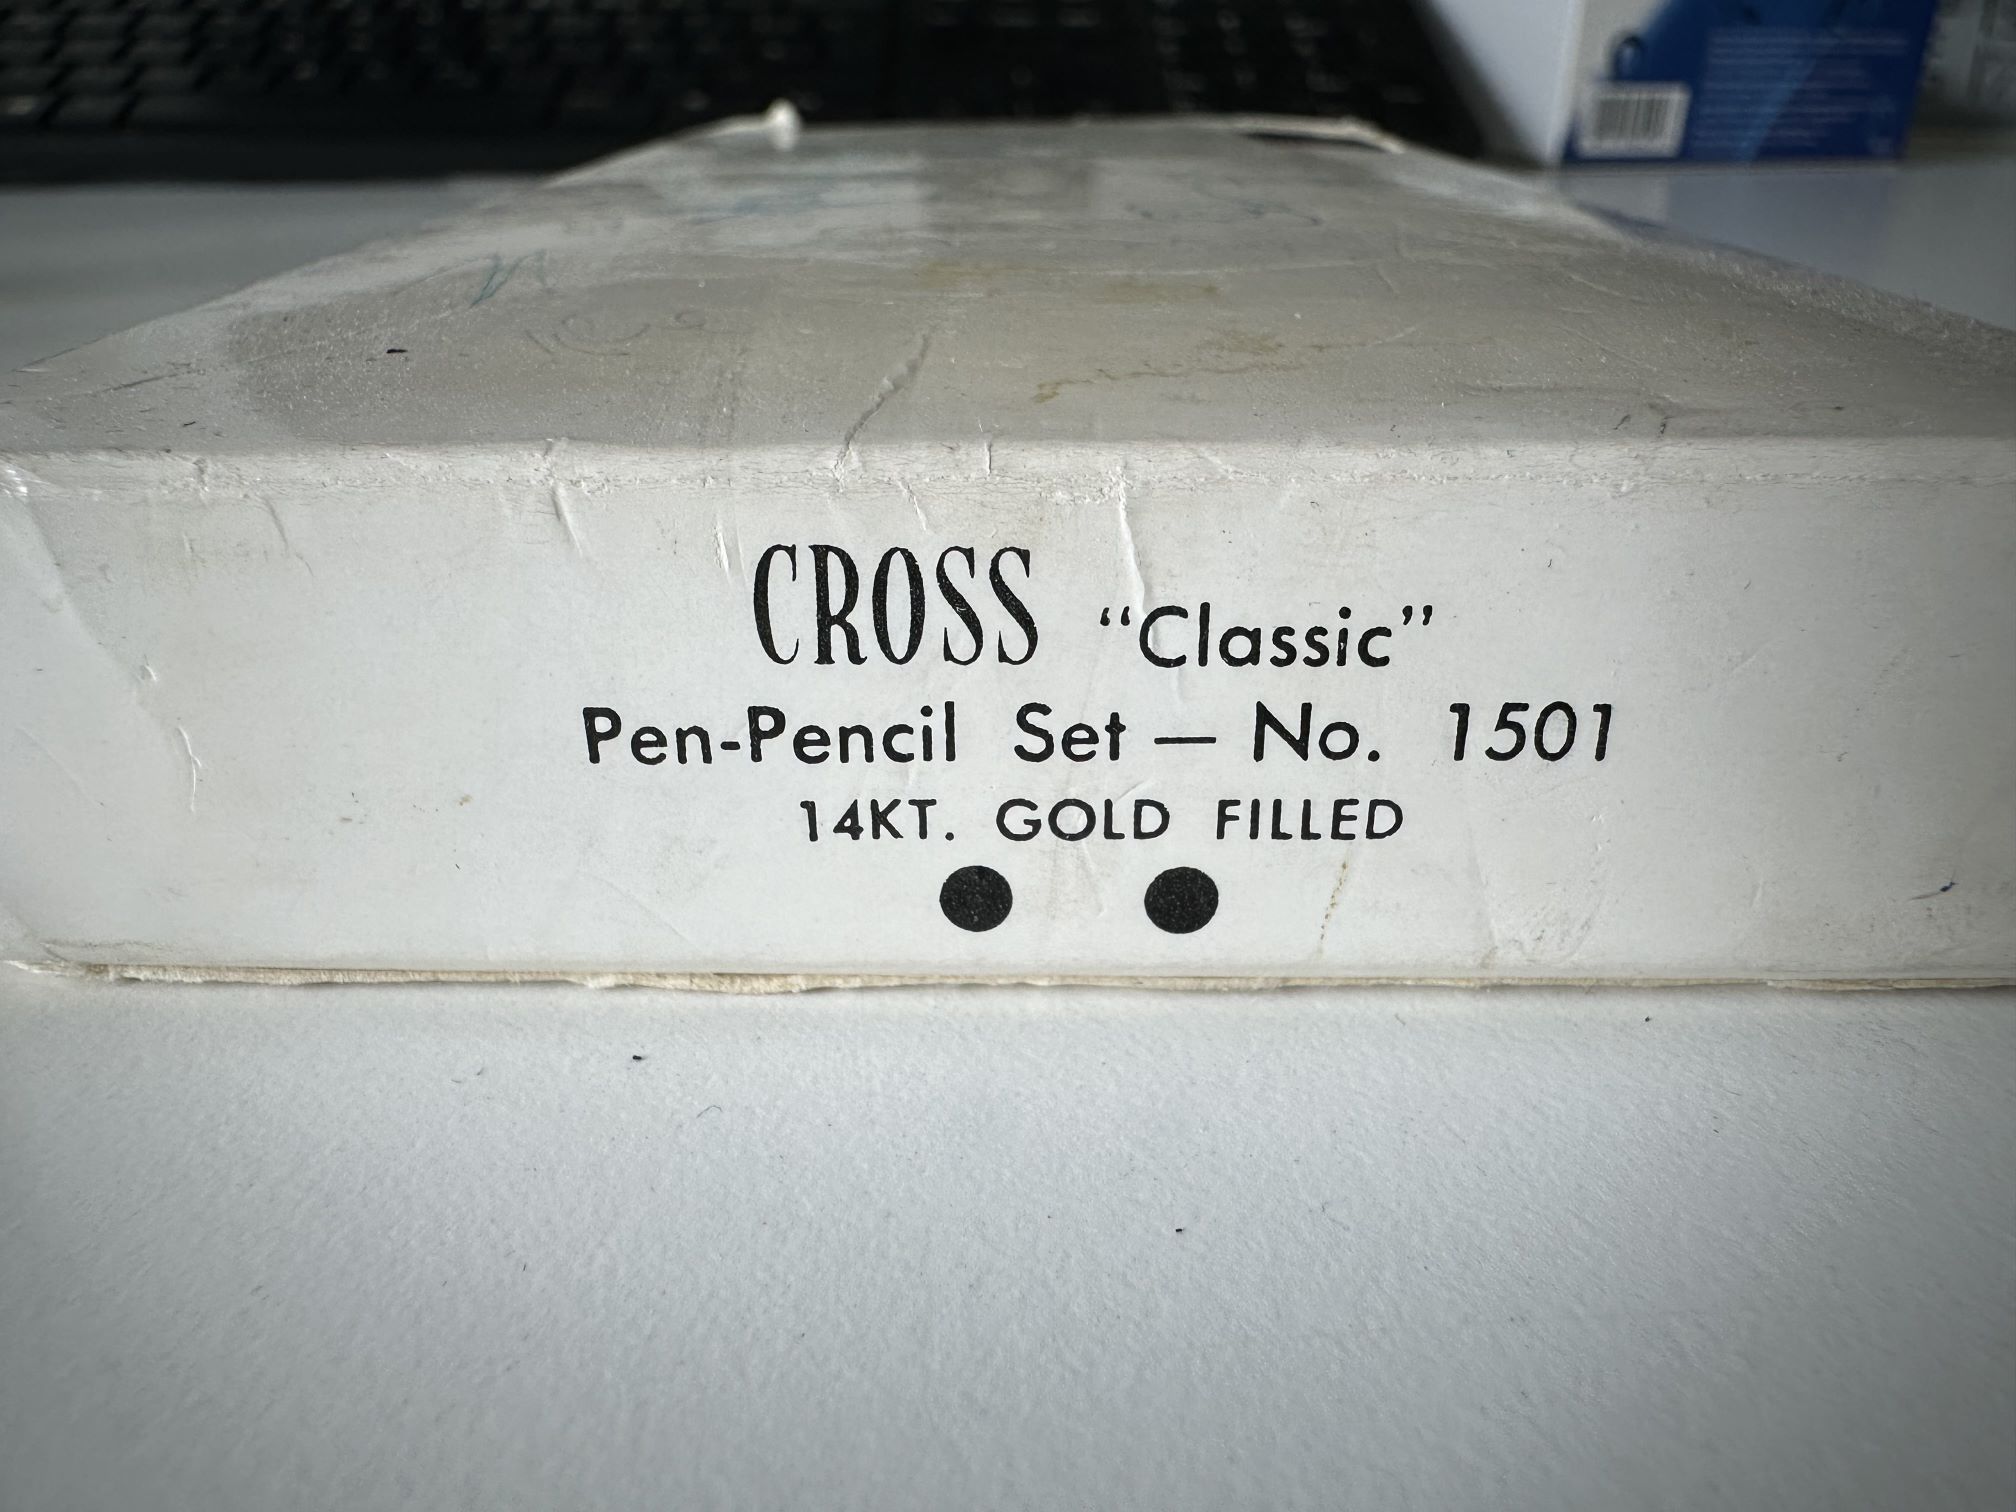 CROSS “Classic”
Pen-Pencil Set — No. 1501
14KT. GOLD FILLED